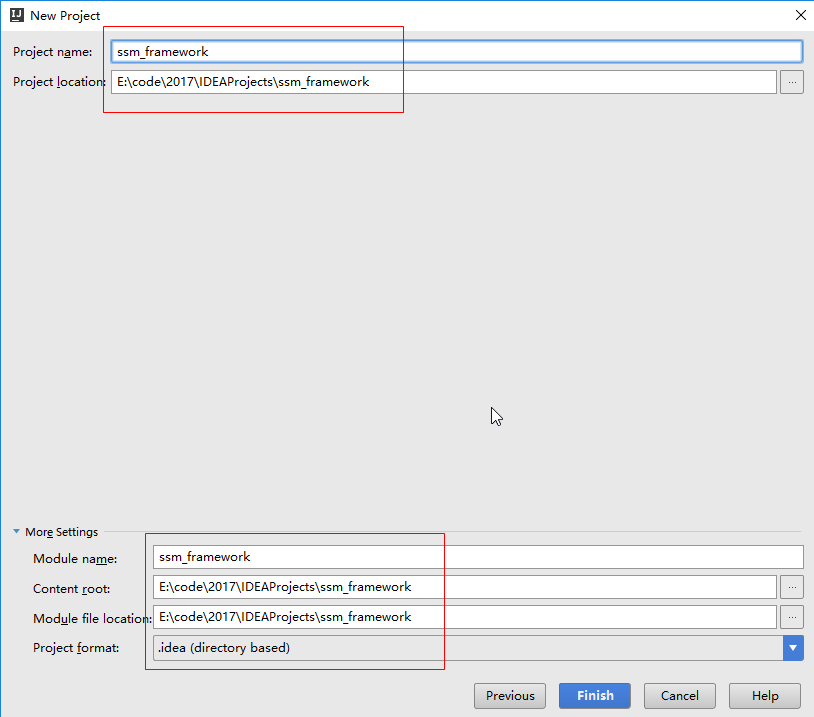 New Project
Project name: ssm_framework
Project location: E:\code\2017\IDEAProjects\ssm_framework ...
More Settings
Module name: ssm_framework
Content root: E:\code\2017\IDEAProjects\ssm_framework ...
Module file location: E:\code\2017\IDEAProjects\ssm_framework ...
Project format: .idea (directory based)
Previous Finish Cancel Help